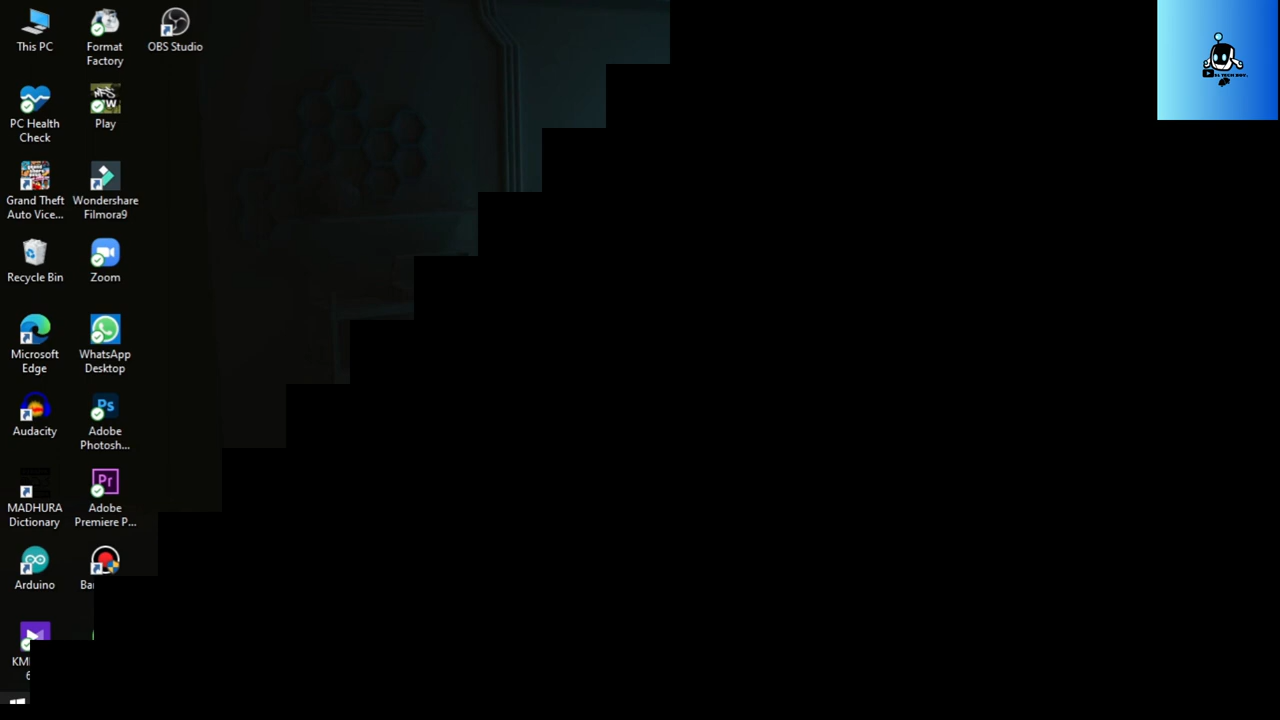 This PC
Format
Factory
OBS Studio
PC Health
Check
Play
Grand Theft
Auto Vice...
Wondershare
Filmora9
Recycle Bin
Zoom
Microsoft
Edge
WhatsApp
Desktop
Audacity
Adobe
Photosh...
MADHURA
Dictionary
Adobe
Premiere P...
Arduino